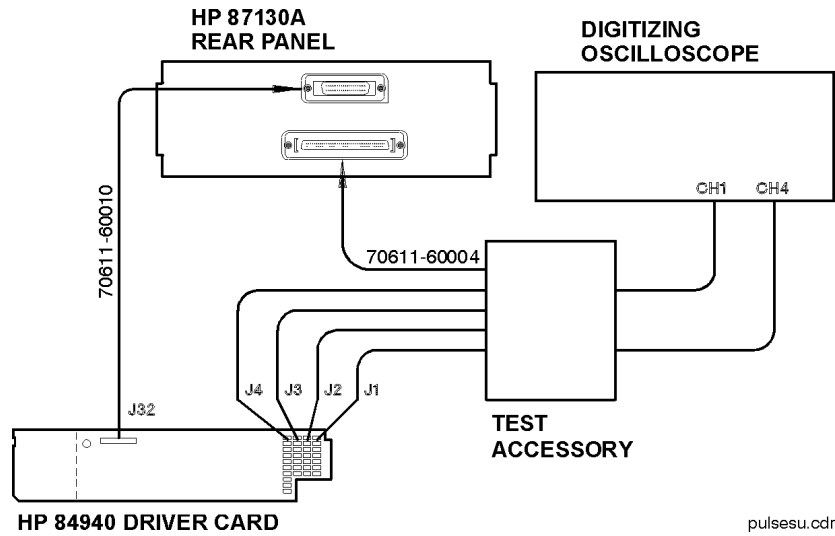 HP 87130A
REAR PANEL
DIGITIZING
OSCILLOSCOPE
CH1 CH4
70611-60010
70611-60004
J4 J3 J2 J1
J32
TEST
ACCESSORY
HP 84940 DRIVER CARD
pulsesu.cdr